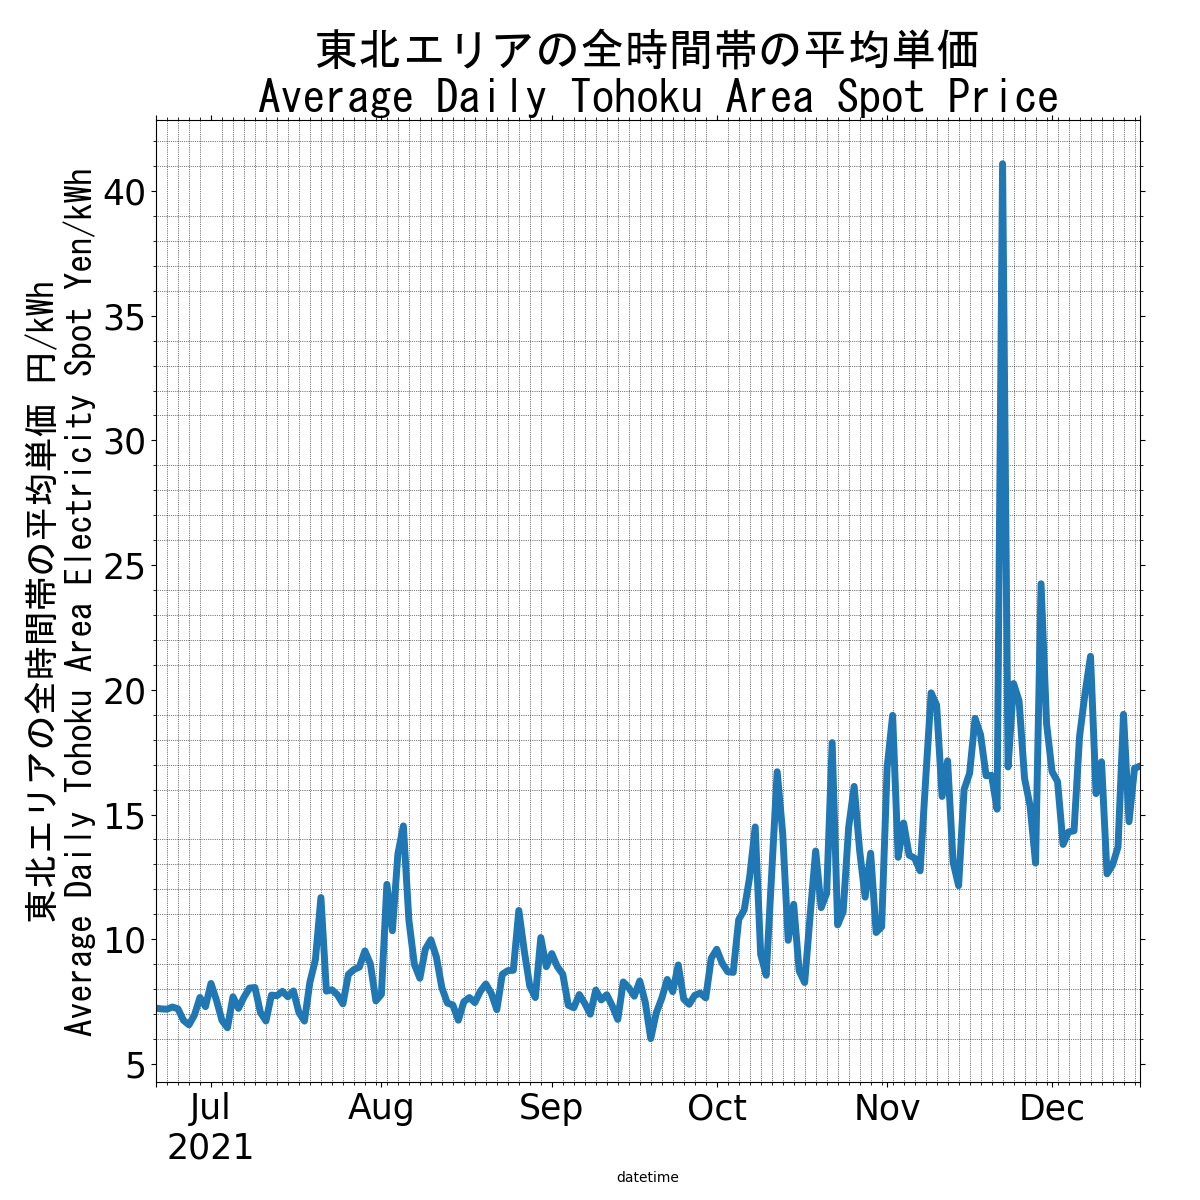 東北エリアの全時間帯の平均単価
Average Daily Tohoku Area Spot Price
東北エリアの全時間帯の平均単価 円/kWh
Average Daily Tohoku Area Electricity Spot Yen/kWh
40
35
30
25
20
15
10
5
Jul
2021
Aug
Sep
Oct
Nov
Dec
datetime